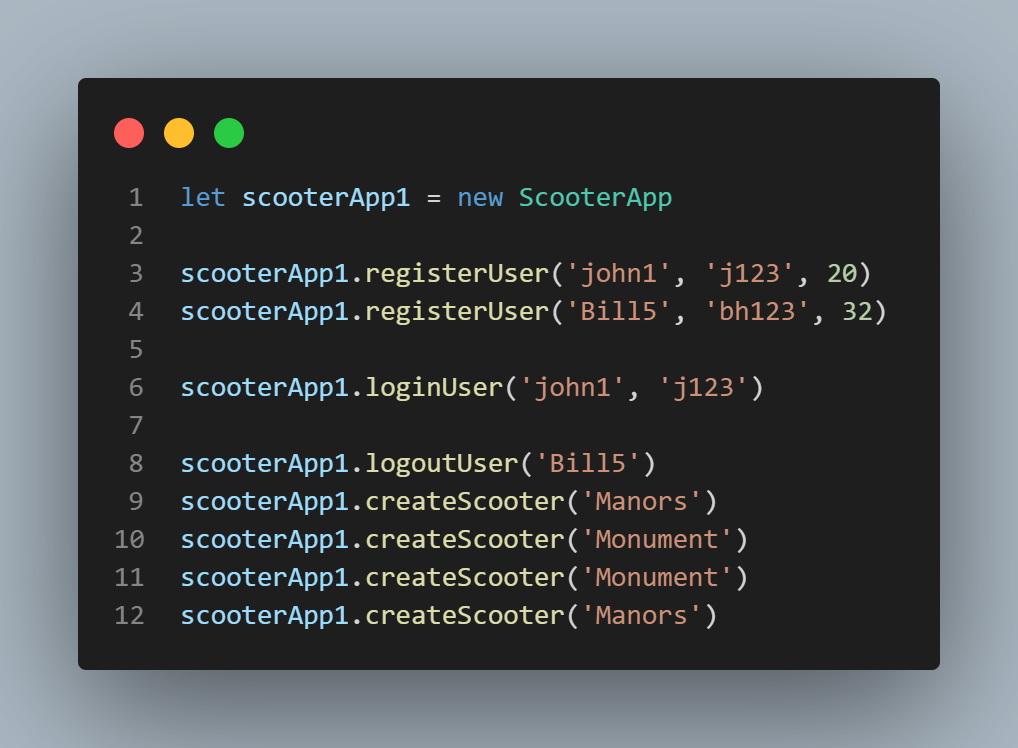 1 let scooterApp1 = new ScooterApp
2
3 scooterApp1.registerUser('john1', 'j123', 20)
4 scooterApp1.registerUser('Bill5', 'bh123', 32)
5
6 scooterApp1.loginUser('john1', 'j123')
7
8 scooterApp1.logoutUser('Bill5')
9 scooterApp1.createScooter('Manors')
10 scooterApp1.createScooter('Monument')
11 scooterApp1.createScooter('Monument')
12 scooterApp1.createScooter('Manors')